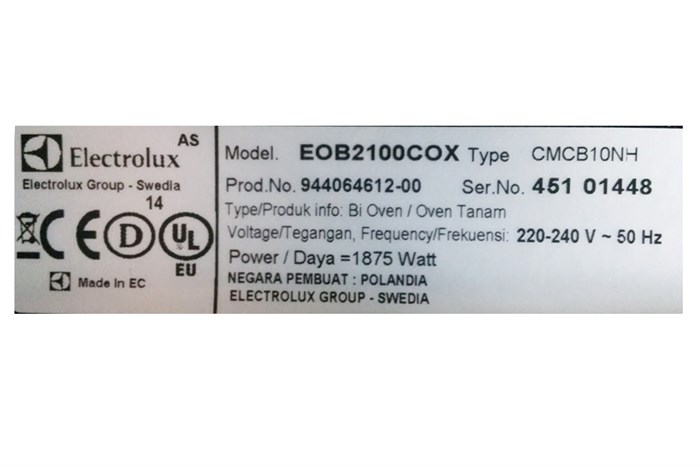 AS
Electrolux
Electrolux Group - Swedia
14
CE D UL
EU
Made In EC
Model. EOB2100COX Type CMCB10NH
Prod.No. 944064612-00 Ser.No. 451 01448
Type/Produk info: Bi Oven / Oven Tanam
Voltage/Tegangan, Frequency/Frekuensi: 220-240 V ~ 50 Hz
Power / Daya =1875 Watt
NEGARA PEMBUAT : POLANDIA
ELECTROLUX GROUP - SWEDIA